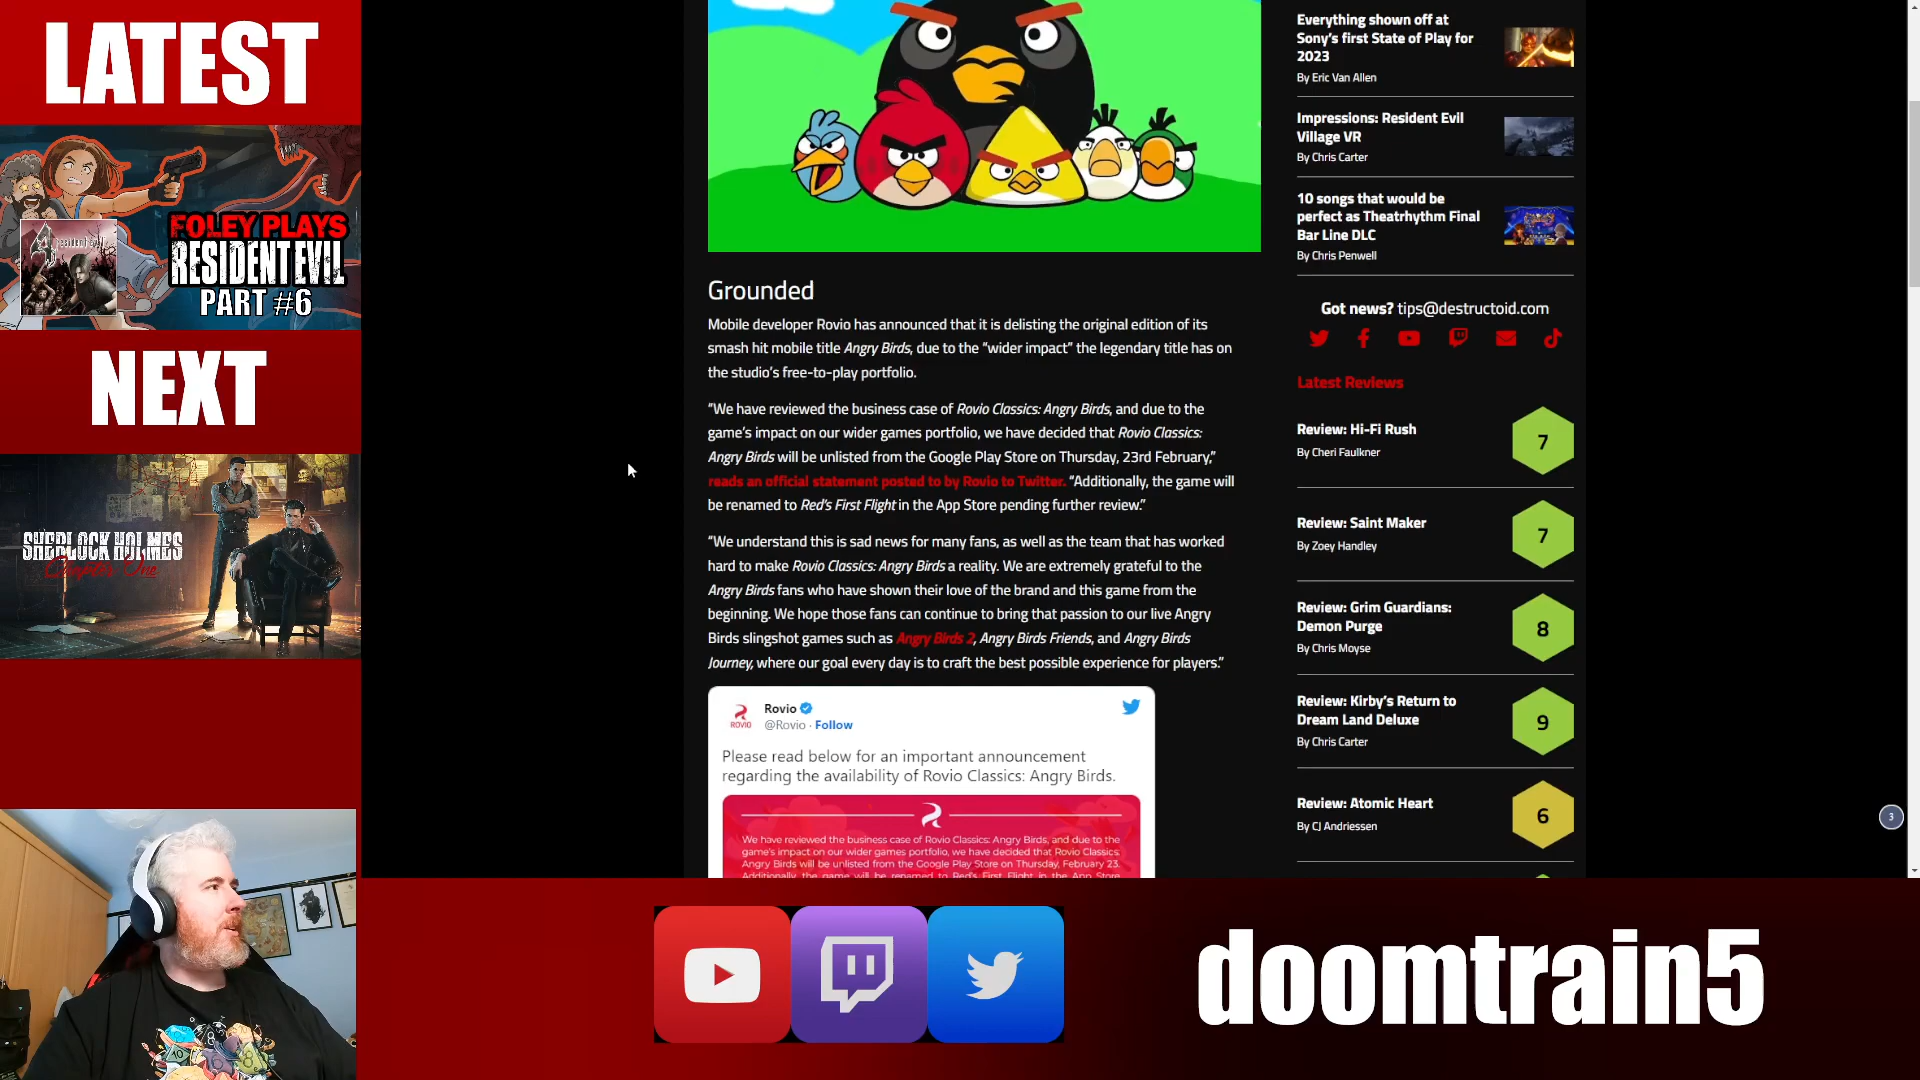 LATEST
FOLEY PLAYS
RESIDENT EVIL
PART #6
NEXT
SHERLOCK HOLMES
Chapter One
Grounded
Mobile developer Rovio has announced that it is delisting the original edition of its
smash hit mobile title Angry Birds, due to the “wider impact” the legendary title has on
the studio’s free-to-play portfolio.
“We have reviewed the business case of Rovio Classics: Angry Birds, and due to the
game’s impact on our wider games portfolio, we have decided that Rovio Classics:
Angry Birds will be unlisted from the Google Play Store on Thursday, 23rd February,”
reads an official statement posted to by Rovio to Twitter. “Additionally, the game will
be renamed to Red’s First Flight in the App Store pending further review.”
“We understand this is sad news for many fans, as well as the team that has worked
hard to make Rovio Classics: Angry Birds a reality. We are extremely grateful to the
Angry Birds fans who have shown their love of the brand and this game from the
beginning. We hope those fans can continue to bring that passion to our live Angry
Birds slingshot games such as Angry Birds 2, Angry Birds Friends, and Angry Birds
Journey, where our goal every day is to craft the best possible experience for players.”
ROVIO
Rovio
@Rovio · Follow
Please read below for an important announcement
regarding the availability of Rovio Classics: Angry Birds.
We have reviewed the business case of Rovio Classics: Angry Birds, and due to the
game’s impact on our wider games portfolio, we have decided that Rovio Classics:
Angry Birds will be unlisted from the Google Play Store on Thursday, February 23.
Additionally, the game will be renamed to Red’s First Flight in the App Store
Everything shown off at
Sony’s first State of Play for
2023
By Eric Van Allen
Impressions: Resident Evil
Village VR
By Chris Carter
10 songs that would be
perfect as Theatrhythm Final
Bar Line DLC
By Chris Penwell
Got news? tips@destructoid.com
Latest Reviews
Review: Hi-Fi Rush
By Cheri Faulkner
7
Review: Saint Maker
By Zoey Handley
7
Review: Grim Guardians:
Demon Purge
By Chris Moyse
8
Review: Kirby’s Return to
Dream Land Deluxe
By Chris Carter
9
Review: Atomic Heart
By CJ Andriessen
6
3
doomtrain5